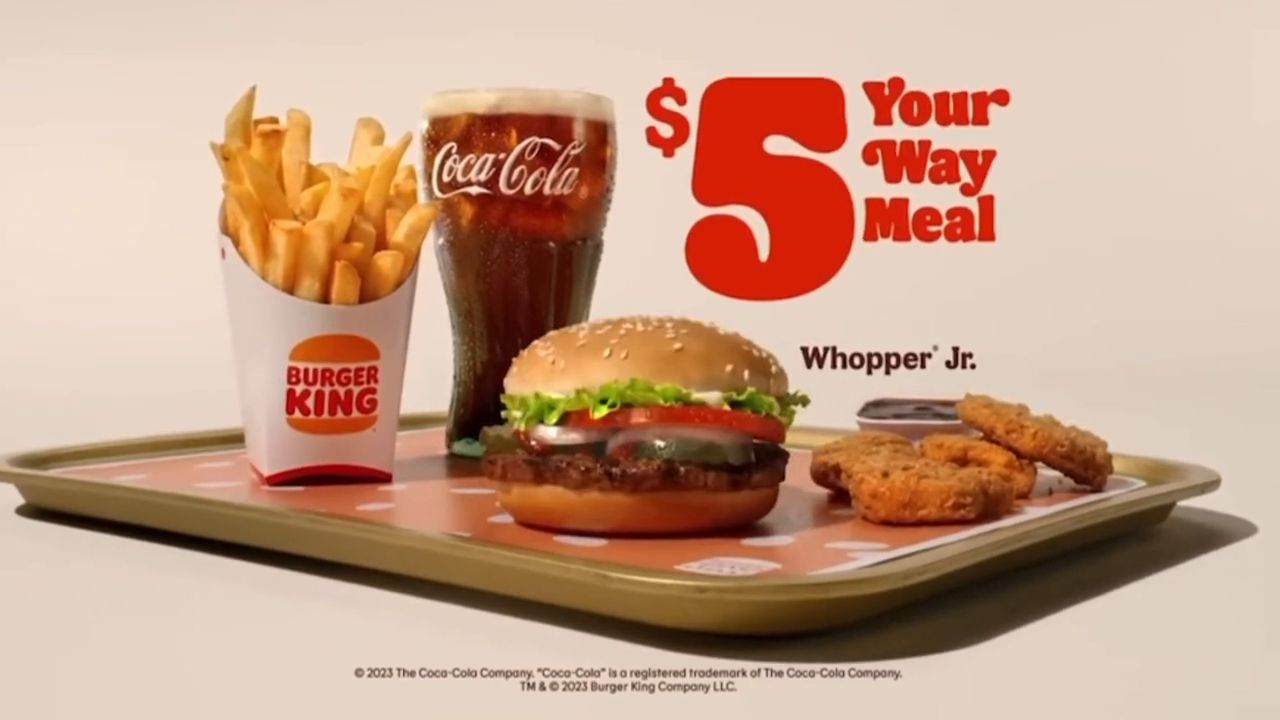 $5 Your
Way
Meal
Coca-Cola
Whopper® Jr.
BURGER
KING
© 2023 The Coca-Cola Company. "Coca-Cola" is a registered trademark of The Coca-Cola Company.
TM & © 2023 Burger King Company LLC.